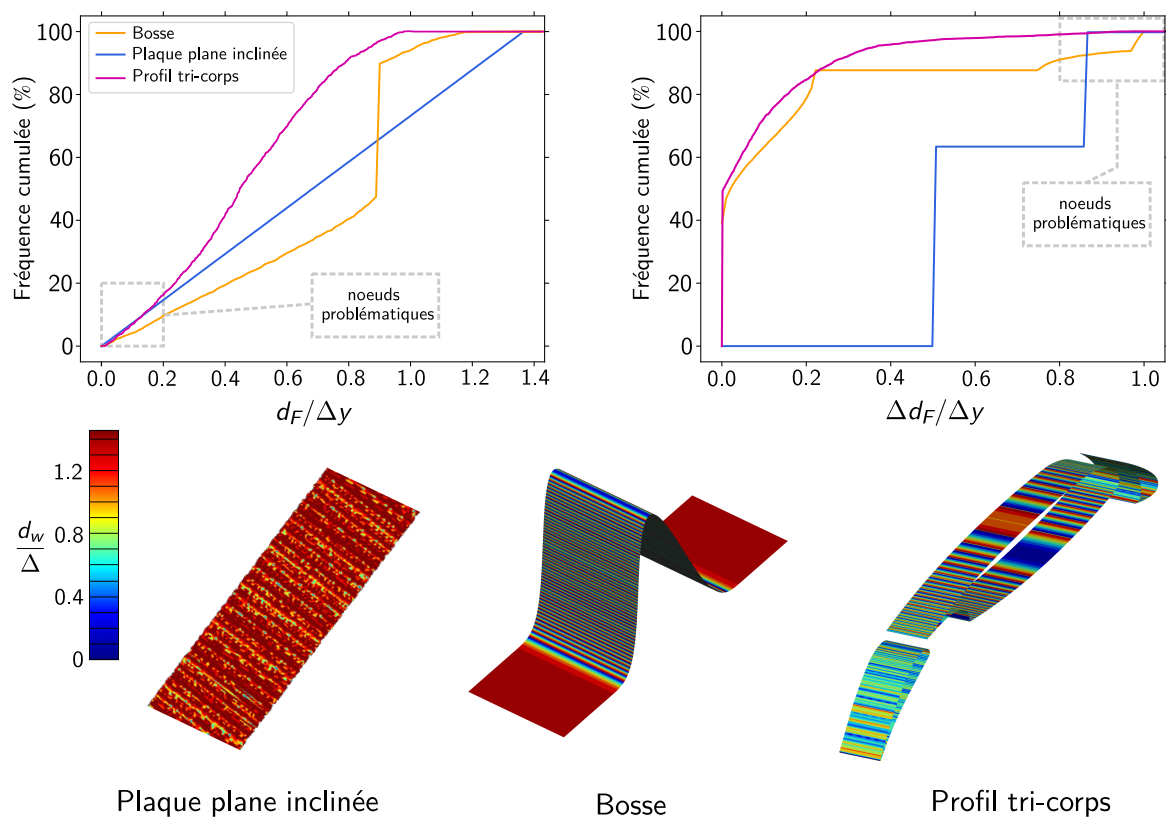 Bosse
Plaque plane inclinée
Profil tri-corps
Fréquence cumulée (%)
100
80
60
40
20
0
noeuds
problématiques
0.0 0.2 0.4 0.6 0.8 1.0 1.2 1.4
d_F/Δy
Fréquence cumulée (%)
100
80
60
40
20
0
noeuds
problématiques
0.0 0.2 0.4 0.6 0.8 1.0
Δd_F/Δy
d_w/Δ
1.2
0.8
0.4
0
Plaque plane inclinée
Bosse
Profil tri-corps